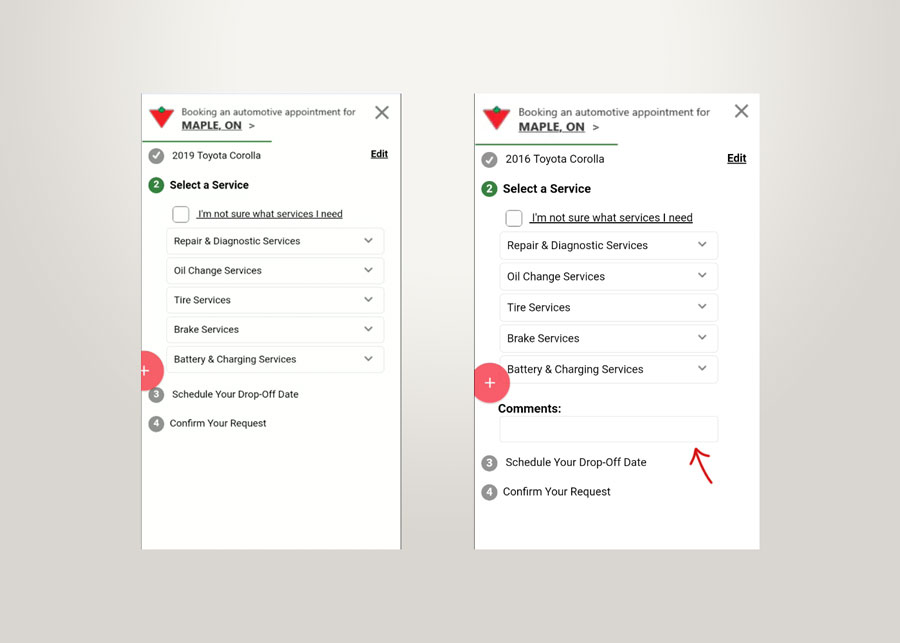 Booking an automotive appointment for
MAPLE, ON >
2019 Toyota Corolla
Edit
2 Select a Service
I'm not sure what services I need
Repair & Diagnostic Services
Oil Change Services
Tire Services
Brake Services
Battery & Charging Services
+
3 Schedule Your Drop-Off Date
4 Confirm Your Request
Booking an automotive appointment for
MAPLE, ON >
2016 Toyota Corolla
Edit
2 Select a Service
I'm not sure what services I need
Repair & Diagnostic Services
Oil Change Services
Tire Services
Brake Services
Battery & Charging Services
+
Comments:
3 Schedule Your Drop-Off Date
4 Confirm Your Request